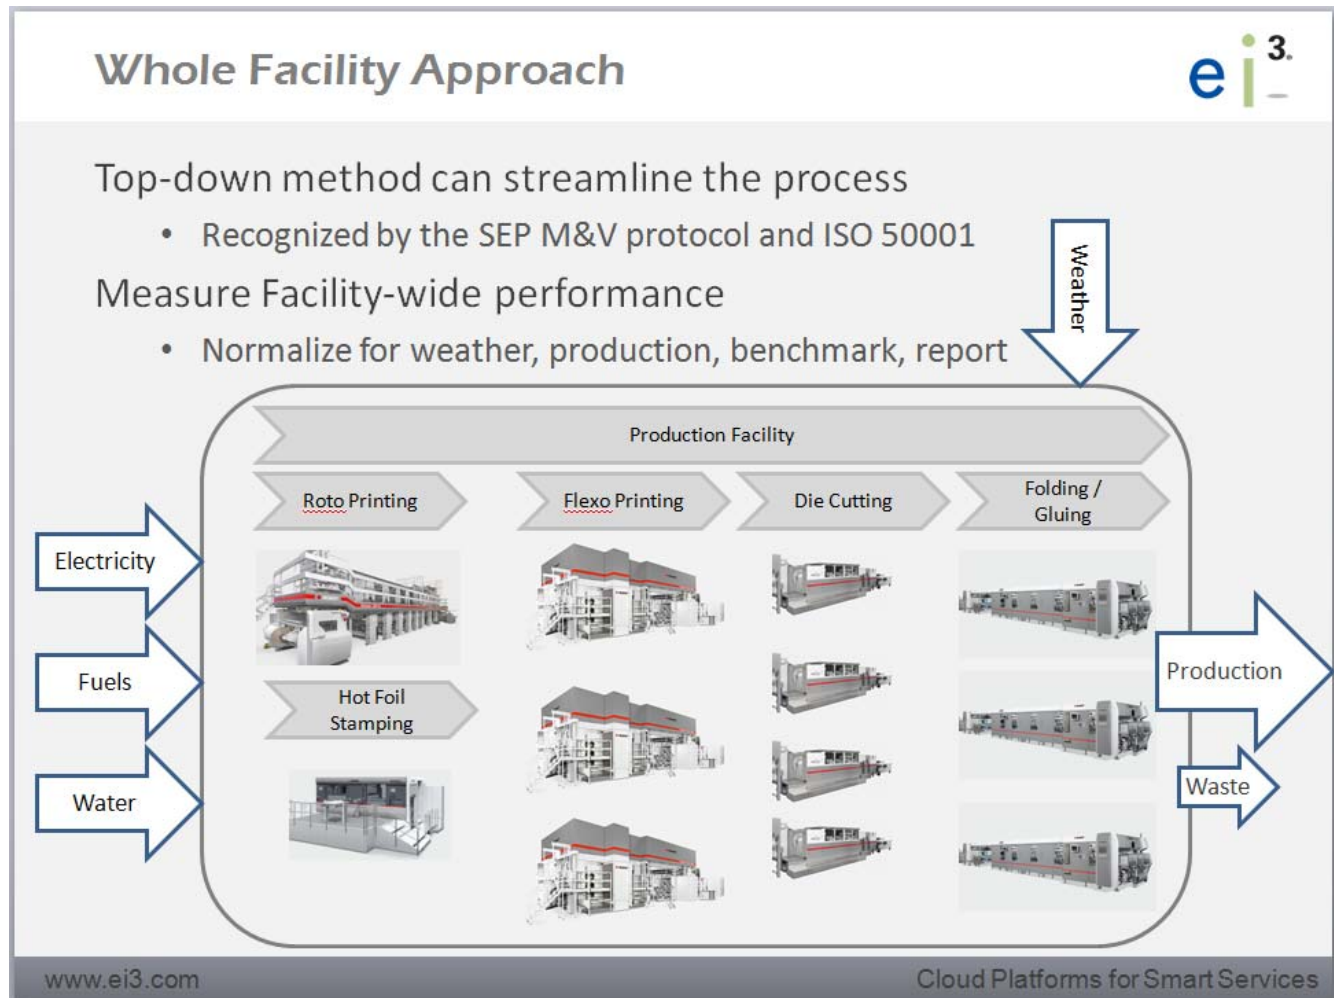 Whole Facility Approach
ei3.
Top-down method can streamline the process
• Recognized by the SEP M&V protocol and ISO 50001
Measure Facility-wide performance
• Normalize for weather, production, benchmark, report
Weather
Production Facility
Roto Printing
Flexo Printing
Die Cutting
Folding /
Gluing
Electricity
Fuels
Hot Foil
Stamping
Production
Water
Waste
www.ei3.com
Cloud Platforms for Smart Services